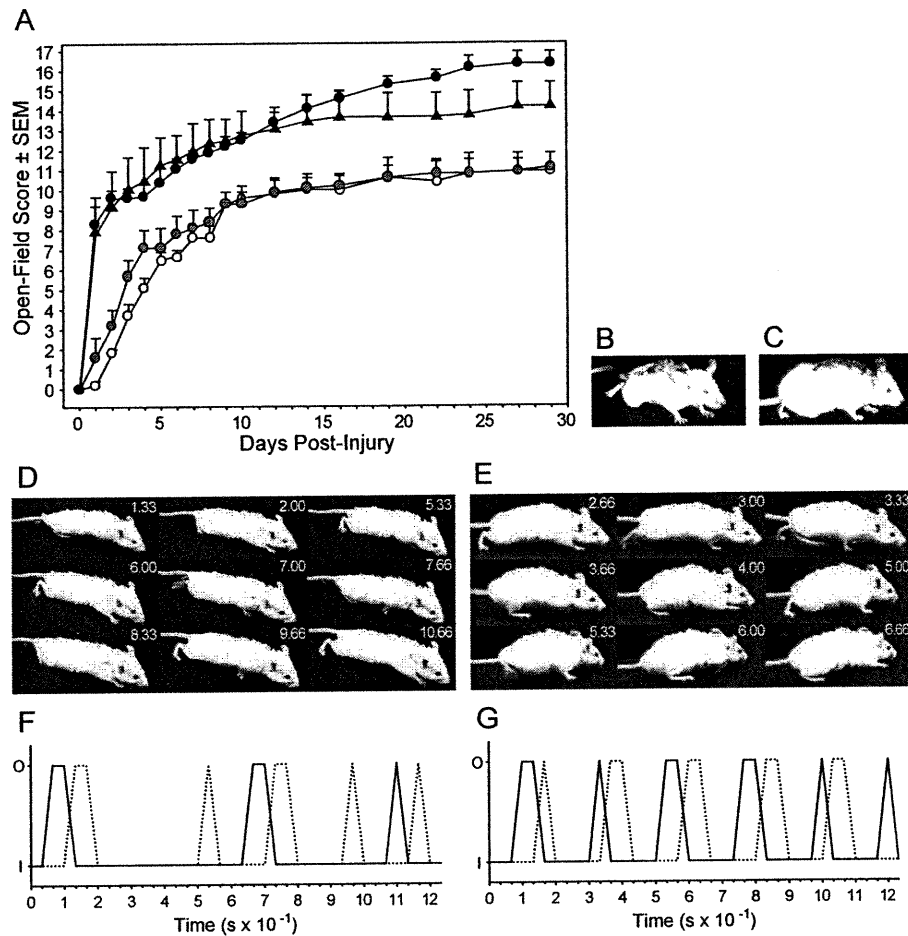 A
17
16
15
14
13
12
11
10
9
8
7
6
5
4
3
2
1
0
Open-Field Score ± SEM
0 5 10 15 20 25 30
Days Post-Injury
B
C
D
1.33 2.00 5.33
6.00 7.00 7.66
8.33 9.66 10.66
E
2.66 3.00 3.33
3.66 4.00 5.00
5.33 6.00 6.66
F
O
I
0 1 2 3 4 5 6 7 8 9 10 11 12
Time (s x 10⁻¹)
G
O
I
0 1 2 3 4 5 6 7 8 9 10 11 12
Time (s x 10⁻¹)